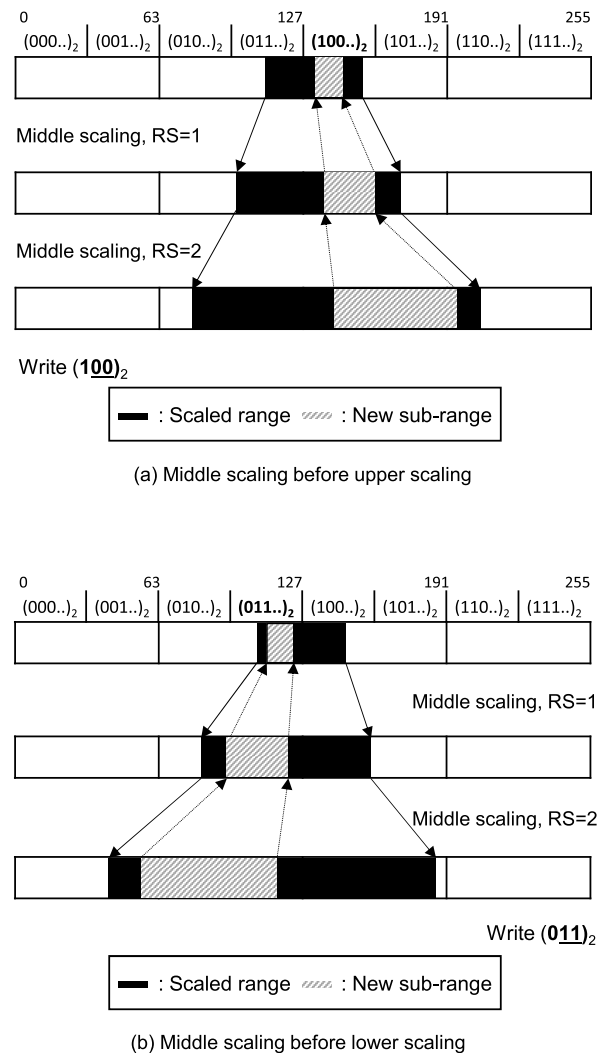 0 63 127 191 255
(000..)2 (001..)2 (010..)2 (011..)2 (100..)2 (101..)2 (110..)2 (111..)2
Middle scaling, RS=1
Middle scaling, RS=2
Write (100)2
: Scaled range : New sub-range
(a) Middle scaling before upper scaling
0 63 127 191 255
(000..)2 (001..)2 (010..)2 (011..)2 (100..)2 (101..)2 (110..)2 (111..)2
Middle scaling, RS=1
Middle scaling, RS=2
Write (011)2
: Scaled range : New sub-range
(b) Middle scaling before lower scaling